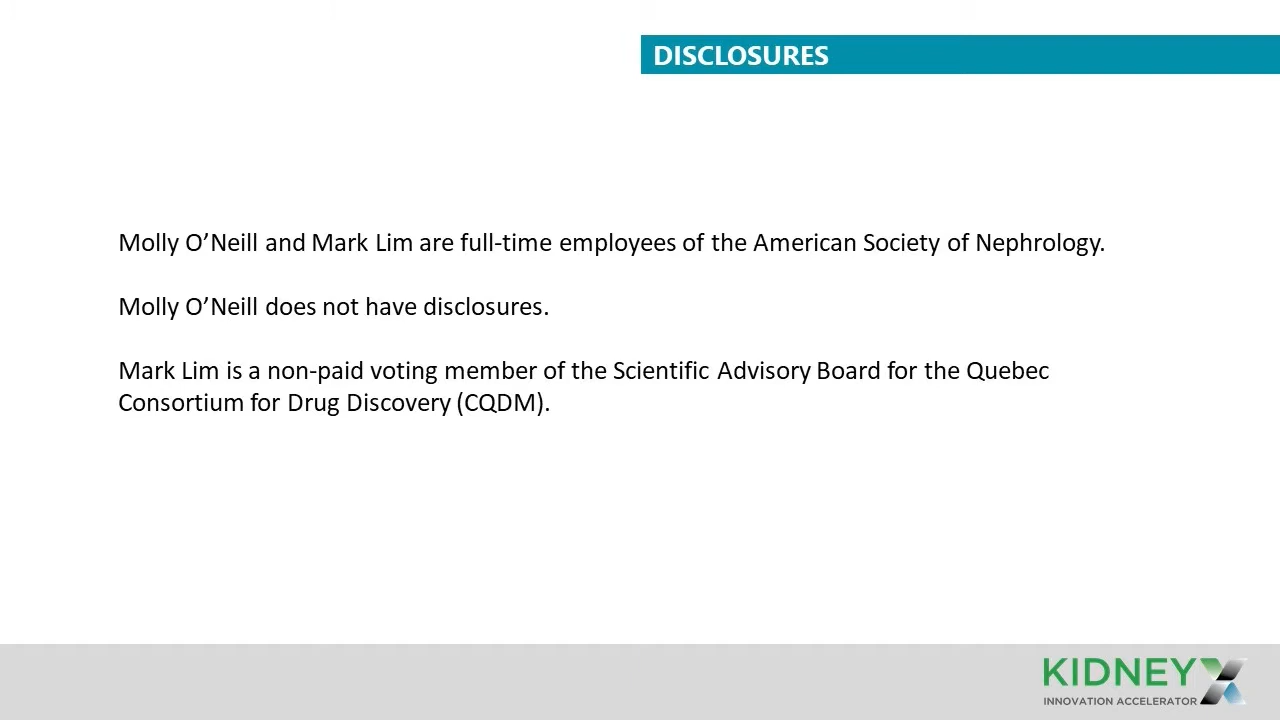 DISCLOSURES
Molly O’Neill and Mark Lim are full-time employees of the American Society of Nephrology.
Molly O’Neill does not have disclosures.
Mark Lim is a non-paid voting member of the Scientific Advisory Board for the Quebec
Consortium for Drug Discovery (CQDM).
KIDNEYX
INNOVATION ACCELERATOR